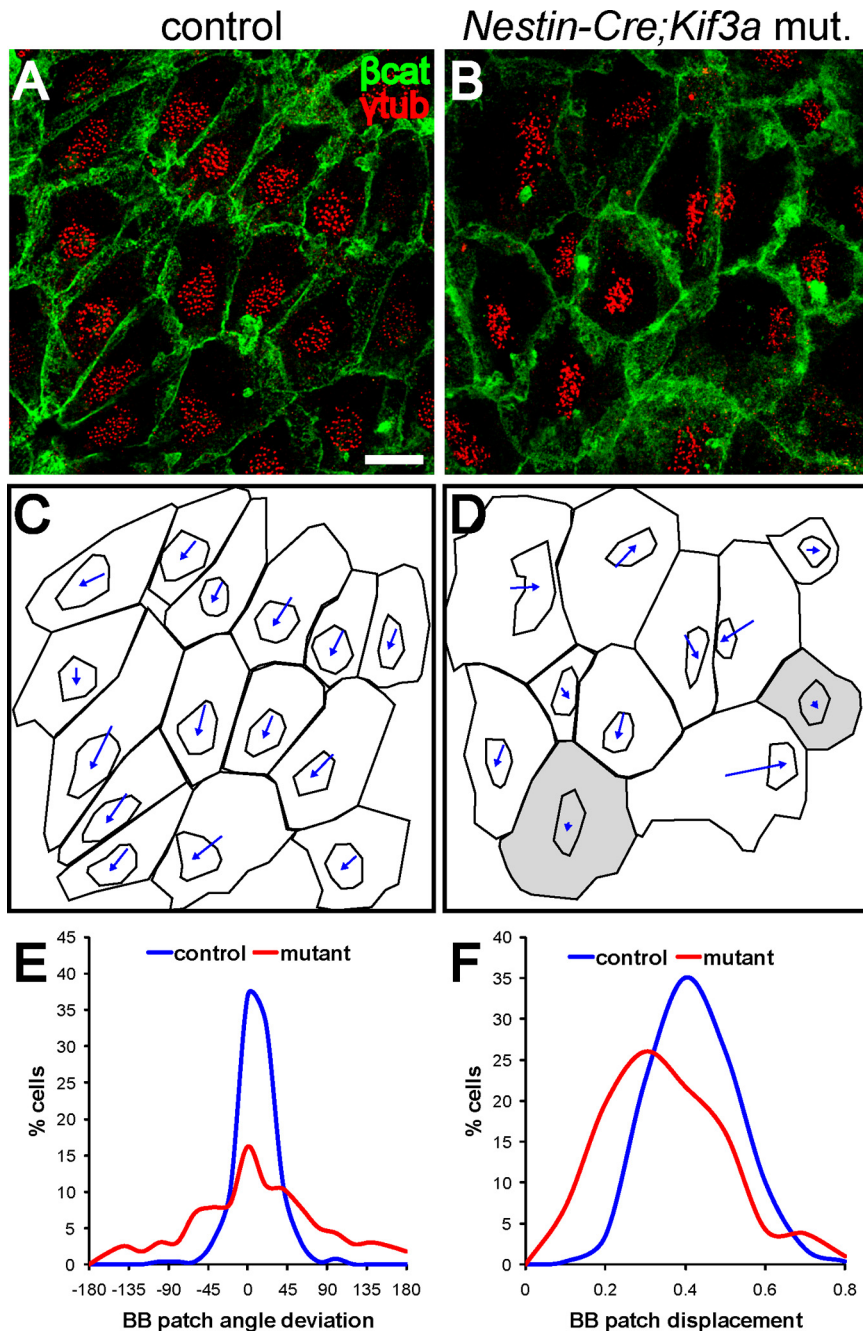 control
Nestin-Cre;Kif3a mut.
A
βcat
γtub
B
C
D
E
control
mutant
45
40
35
30
25
20
15
10
5
0
% cells
-180
-135
-90
-45
0
45
90
135
180
BB patch angle deviation
F
control
mutant
40
35
30
25
20
15
10
5
0
% cells
0
0.2
0.4
0.6
0.8
BB patch displacement